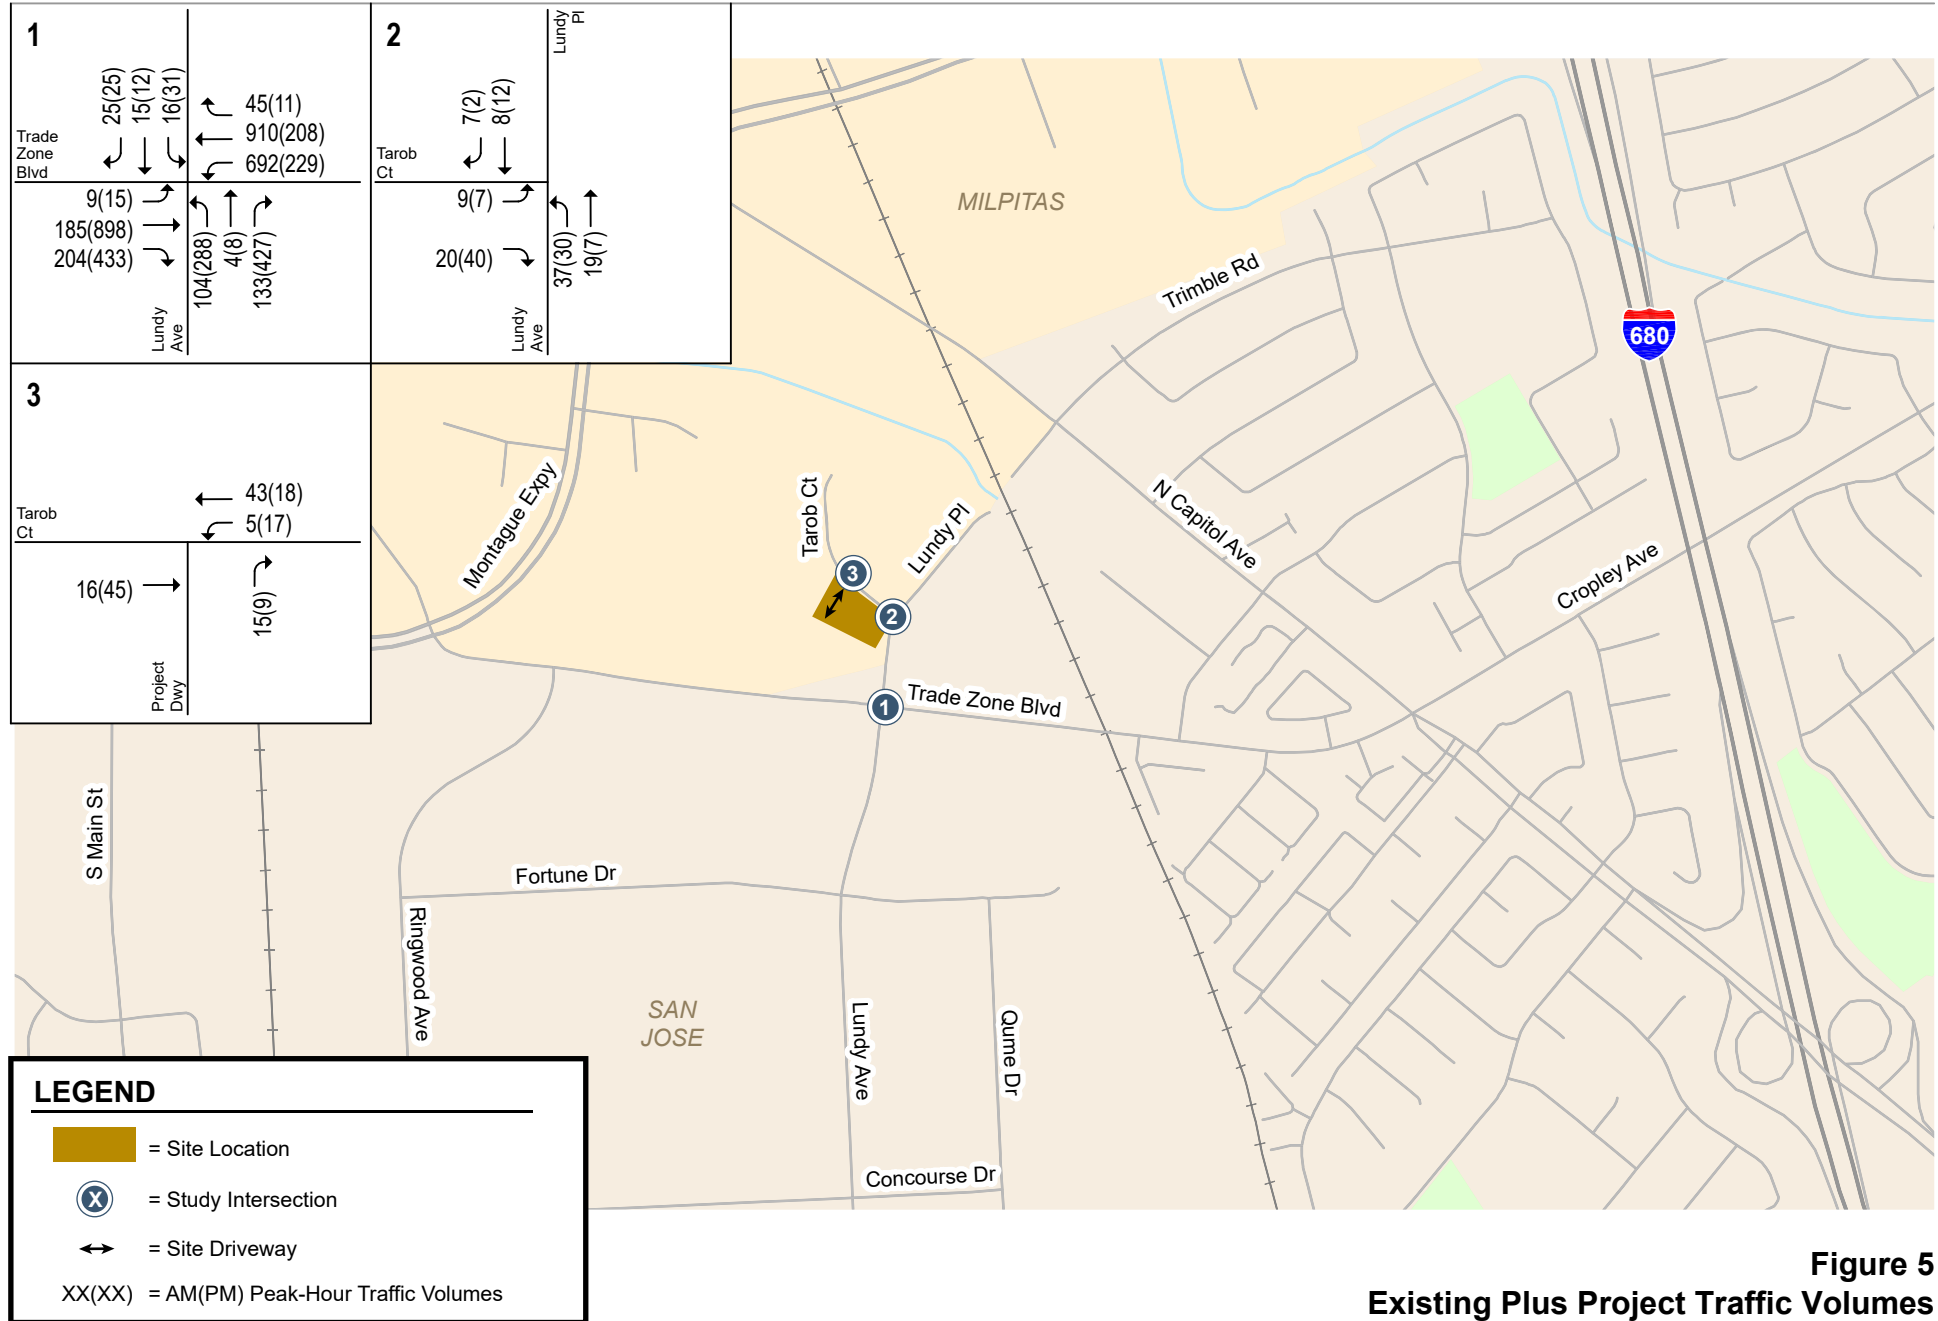 1
25(25)
15(12)
16(31)
45(11)
910(208)
692(229)
Trade
Zone
Blvd
9(15)
185(898)
204(433)
104(288)
4(8)
133(427)
Lundy
Ave
2
Lundy
Pl
7(2)
8(12)
Tarob
Ct
9(7)
20(40)
37(30)
19(7)
Lundy
Ave
3
43(18)
5(17)
Tarob
Ct
16(45)
15(9)
Project
Dwy
MILPITAS
Trimble Rd
680
Montague Expy
Tarob Ct
Lundy Pl
N Capitol Ave
Cropley Ave
3
2
1
Trade Zone Blvd
S Main St
Fortune Dr
Ringwood Ave
SAN
JOSE
Lundy Ave
Qume Dr
Concourse Dr
LEGEND
= Site Location
X
= Study Intersection
= Site Driveway
XX(XX) = AM(PM) Peak-Hour Traffic Volumes
Figure 5
Existing Plus Project Traffic Volumes